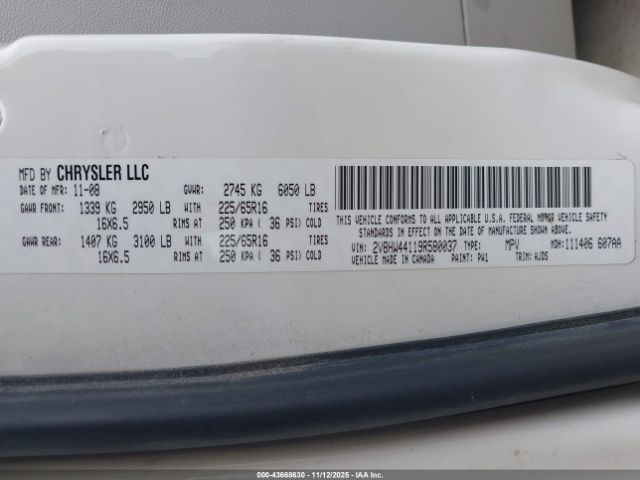 MFD BY CHRYSLER LLC
DATE OF MFR: 11-08 GVWR: 2745 KG 6050 LB
GAWR FRONT: 1339 KG 2950 LB 225/65R16 TIRES
16X6.5 RIMS AT 250 KPA ( 36 PSI) COLD
GAWR REAR: 1407 KG 3100 LB 225/65R16 TIRES
16X6.5 RIMS AT 250 KPA ( 36 PSI) COLD
THIS VEHICLE CONFORMS TO ALL APPLICABLE U.S.A. FEDERAL MOTOR VEHICLE SAFETY
STANDARDS IN EFFECT ON THE DATE OF MANUFACTURE SHOWN ABOVE.
VIN: 2V8HW44119R580037 TYPE: MPV MDH: 111406 607AA
VEHICLE MADE IN CANADA PAINT: PW1 TRIM: AJDS
000-43668630 - 11/12/2025 - IAAI.COM